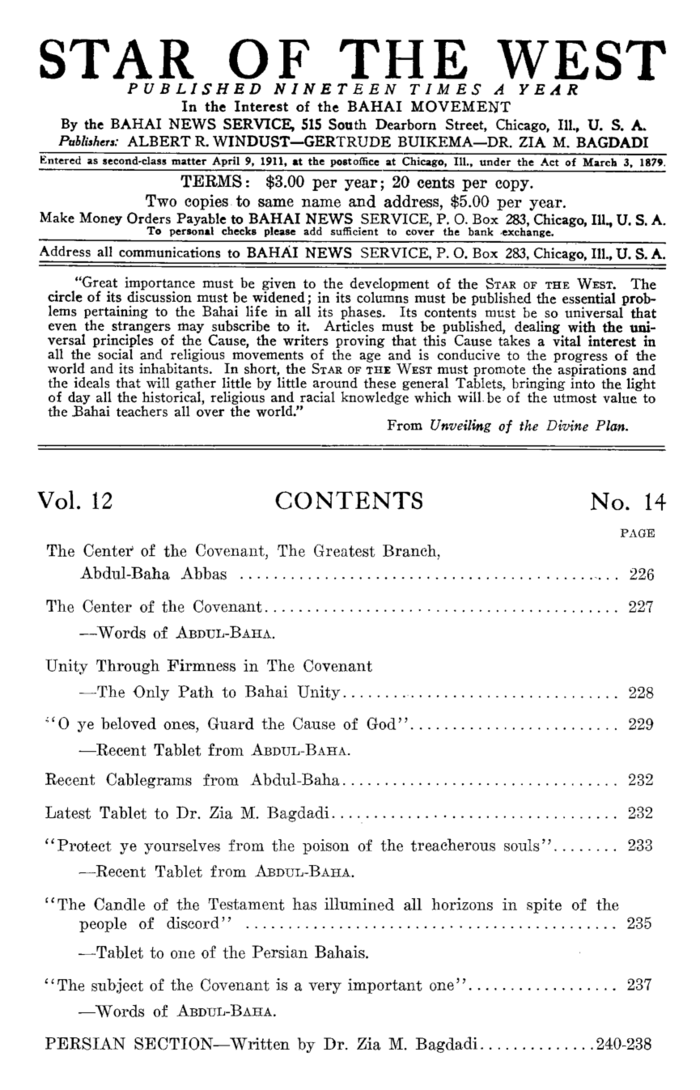 STAR OF THE WEST
PUBLISHED NINETEEN TIMES A YEAR
In the Interest of the BAHAI MOVEMENT
By the BAHAI NEWS SERVICE, 515 South Dearborn Street, Chicago, Ill., U. S. A.
Publishers: ALBERT R. WINDUST—GERTRUDE BUIKEMA—DR. ZIA M. BAGDADI
Entered as second-class matter April 9, 1911, at the postoffice at Chicago, Ill., under the Act of March 3, 1879.
TERMS: $3.00 per year; 20 cents per copy.
Two copies to same name and address, $5.00 per year.
Make Money Orders Payable to BAHAI NEWS SERVICE, P. O. Box 283, Chicago, Ill., U. S. A.
To personal checks please add sufficient to cover the bank exchange.
Address all communications to BAHAI NEWS SERVICE, P. O. Box 283, Chicago, Ill., U. S. A.
"Great importance must be given to the development of the STAR OF THE WEST. The
circle of its discussion must be widened; in its columns must be published the essential prob-
lems pertaining to the Bahai life in all its phases. Its contents must be so universal that
even the strangers may subscribe to it. Articles must be published, dealing with the uni-
versal principles of the Cause, the writers proving that this Cause takes a vital interest in
all the social and religious movements of the age and is conducive to the progress of the
world and its inhabitants. In short, the STAR OF THE WEST must promote the aspirations and
the ideals that will gather little by little around these general Tablets, bringing into the light
of day all the historical, religious and racial knowledge which will be of the utmost value to
the Bahai teachers all over the world."
From Unveiling of the Divine Plan.
Vol. 12 CONTENTS No. 14
PAGE
The Center of the Covenant, The Greatest Branch,
Abdul-Baha Abbas ............................................. 226
The Center of the Covenant.......................................... 227
—Words of ABDUL-BAHA.
Unity Through Firmness in The Covenant
—The Only Path to Bahai Unity................................. 228
"O ye beloved ones, Guard the Cause of God"......................... 229
—Recent Tablet from ABDUL-BAHA.
Recent Cablegrams from Abdul-Baha................................. 232
Latest Tablet to Dr. Zia M. Bagdadi.................................. 232
"Protect ye yourselves from the poison of the treacherous souls"........ 233
—Recent Tablet from ABDUL-BAHA.
"The Candle of the Testament has illumined all horizons in spite of the
people of discord" ............................................ 235
—Tablet to one of the Persian Bahais.
"The subject of the Covenant is a very important one".................. 237
—Words of ABDUL-BAHA.
PERSIAN SECTION—Written by Dr. Zia M. Bagdadi..............240-238